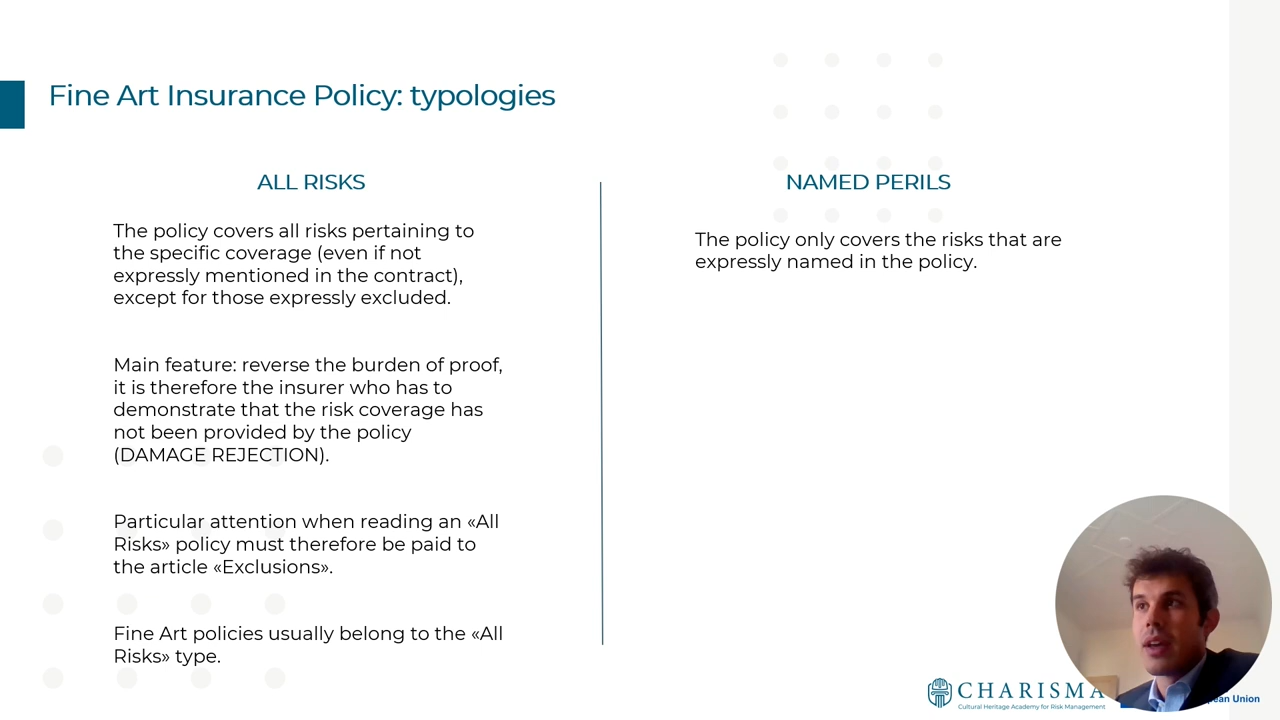 Fine Art Insurance Policy: typologies
ALL RISKS
The policy covers all risks pertaining to
the specific coverage (even if not
expressly mentioned in the contract),
except for those expressly excluded.
Main feature: reverse the burden of proof,
it is therefore the insurer who has to
demonstrate that the risk coverage has
not been provided by the policy
(DAMAGE REJECTION).
Particular attention when reading an «All
Risks» policy must therefore be paid to
the article «Exclusions».
Fine Art policies usually belong to the «All
Risks» type.
NAMED PERILS
The policy only covers the risks that are
expressly named in the policy.
CHARISMA
Cultural Heritage Academy for Risk Management
Union